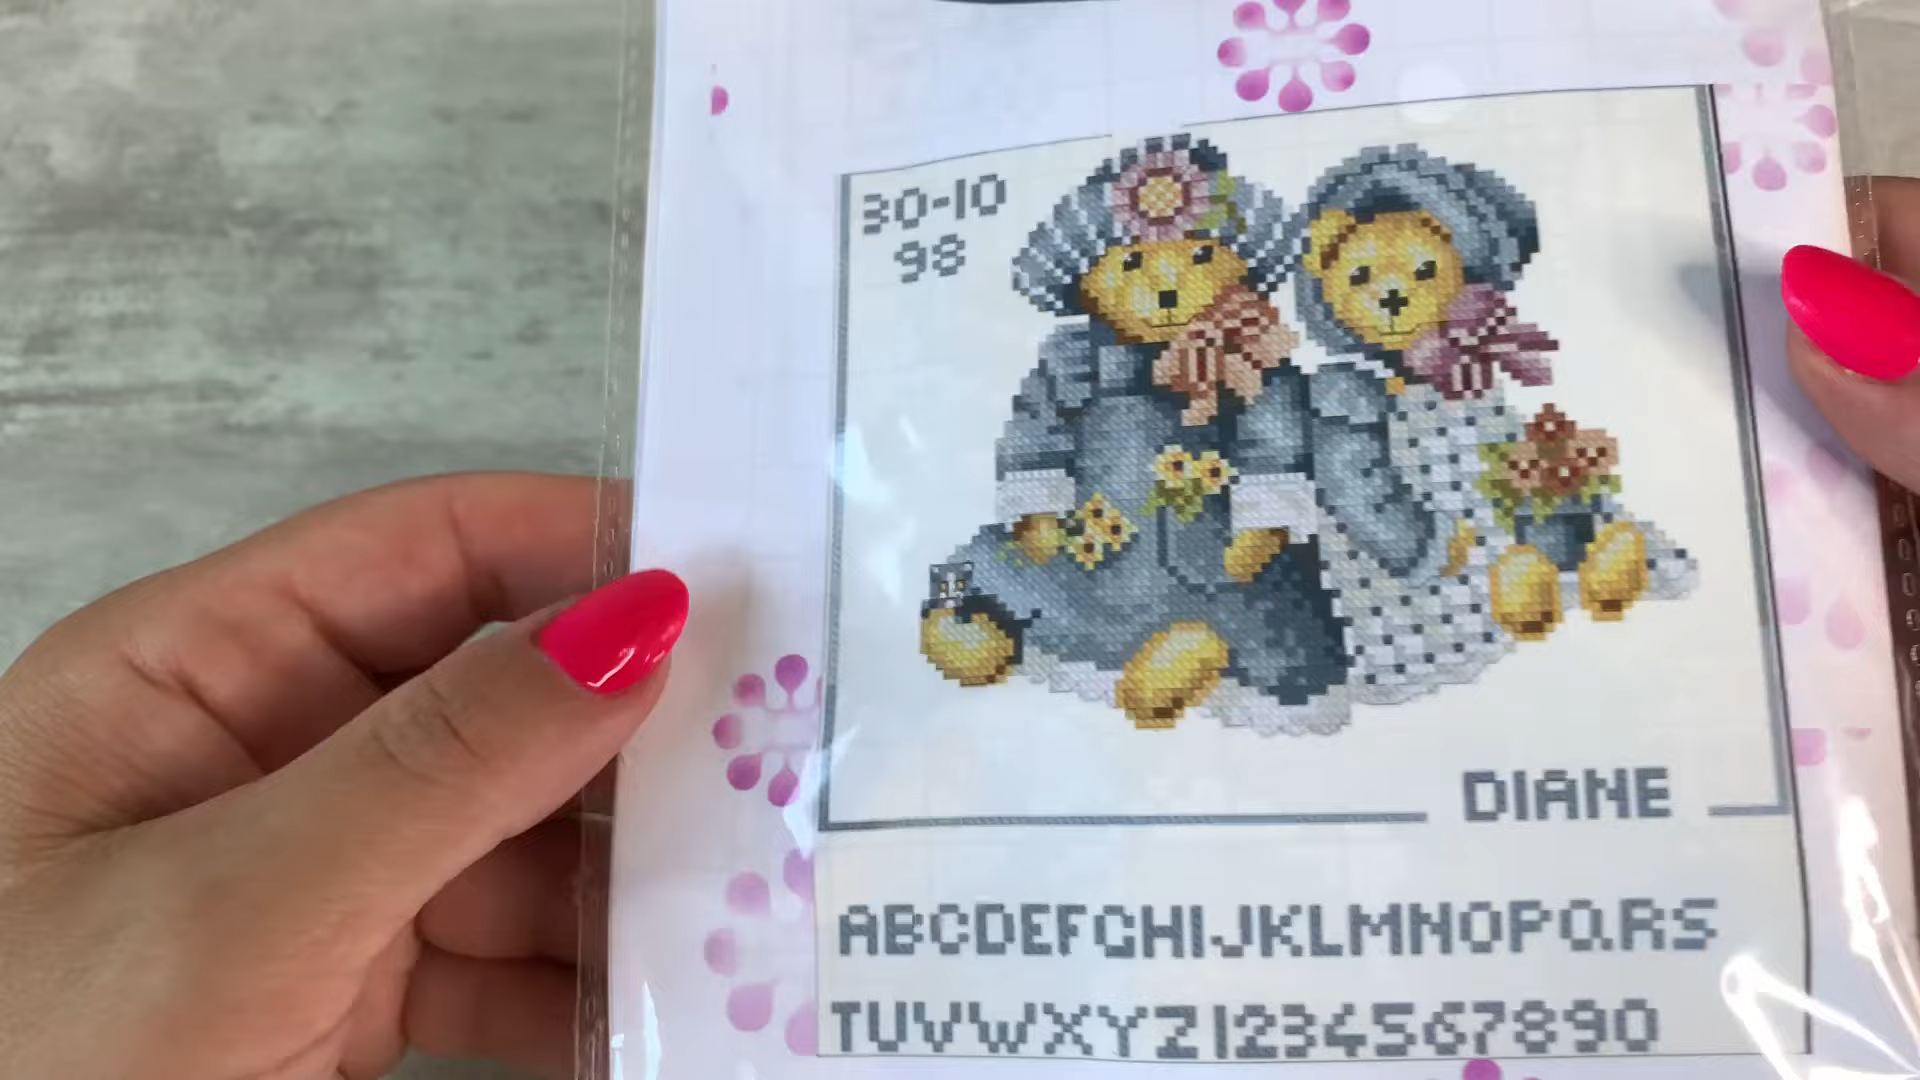 30-10
98
DIANE
ABCDEFGHIJKLMNOPQRS
TUVWXYZ1234567890